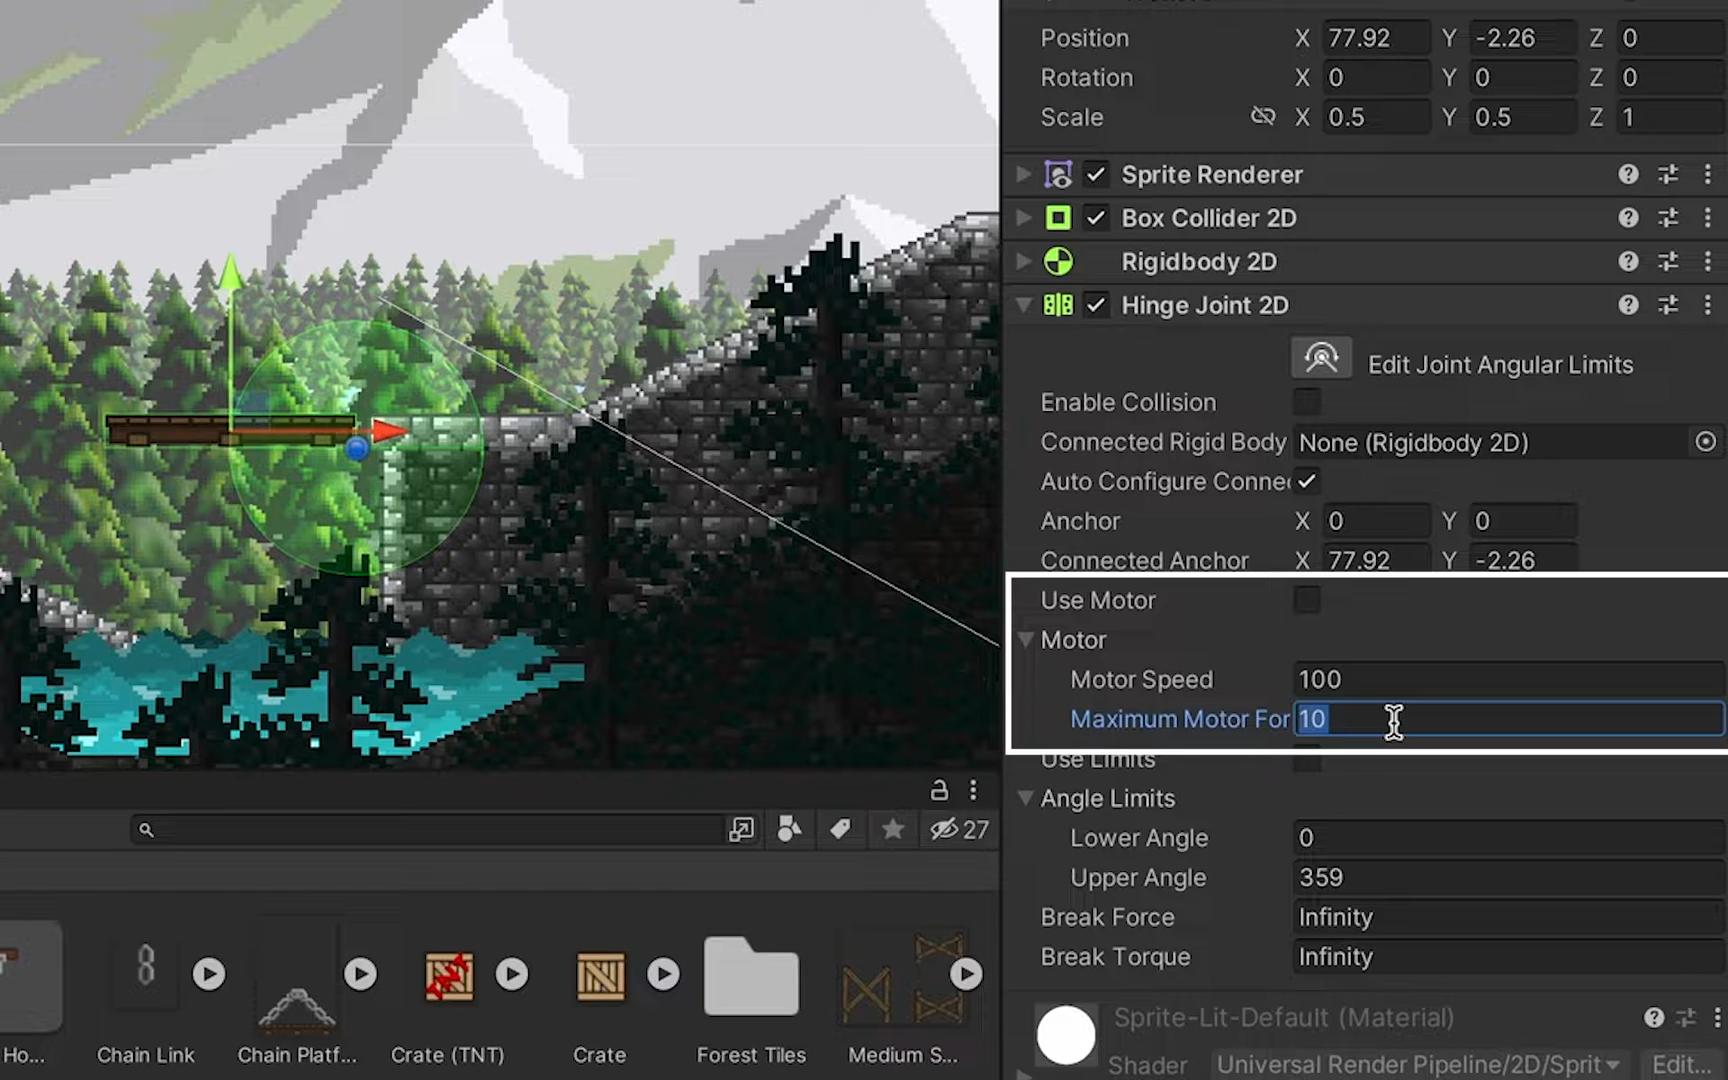 Position X 77.92 Y -2.26 Z 0
Rotation X 0 Y 0 Z 0
Scale X 0.5 Y 0.5 Z 1
Sprite Renderer
Box Collider 2D
Rigidbody 2D
Hinge Joint 2D
Edit Joint Angular Limits
Enable Collision
Connected Rigid Body None (Rigidbody 2D)
Auto Configure Connec
Anchor X 0 Y 0
Connected Anchor X 77.92 Y -2.26
Use Motor
Motor
Motor Speed 100
Maximum Motor For 10
Use Limits
Angle Limits
Lower Angle 0
Upper Angle 359
Break Force Infinity
Break Torque Infinity
Sprite-Lit-Default (Material)
Shader Universal Render Pipeline/2D/Sprit Edit...
27
Ho... Chain Link Chain Platf... Crate (TNT) Crate Forest Tiles Medium S...